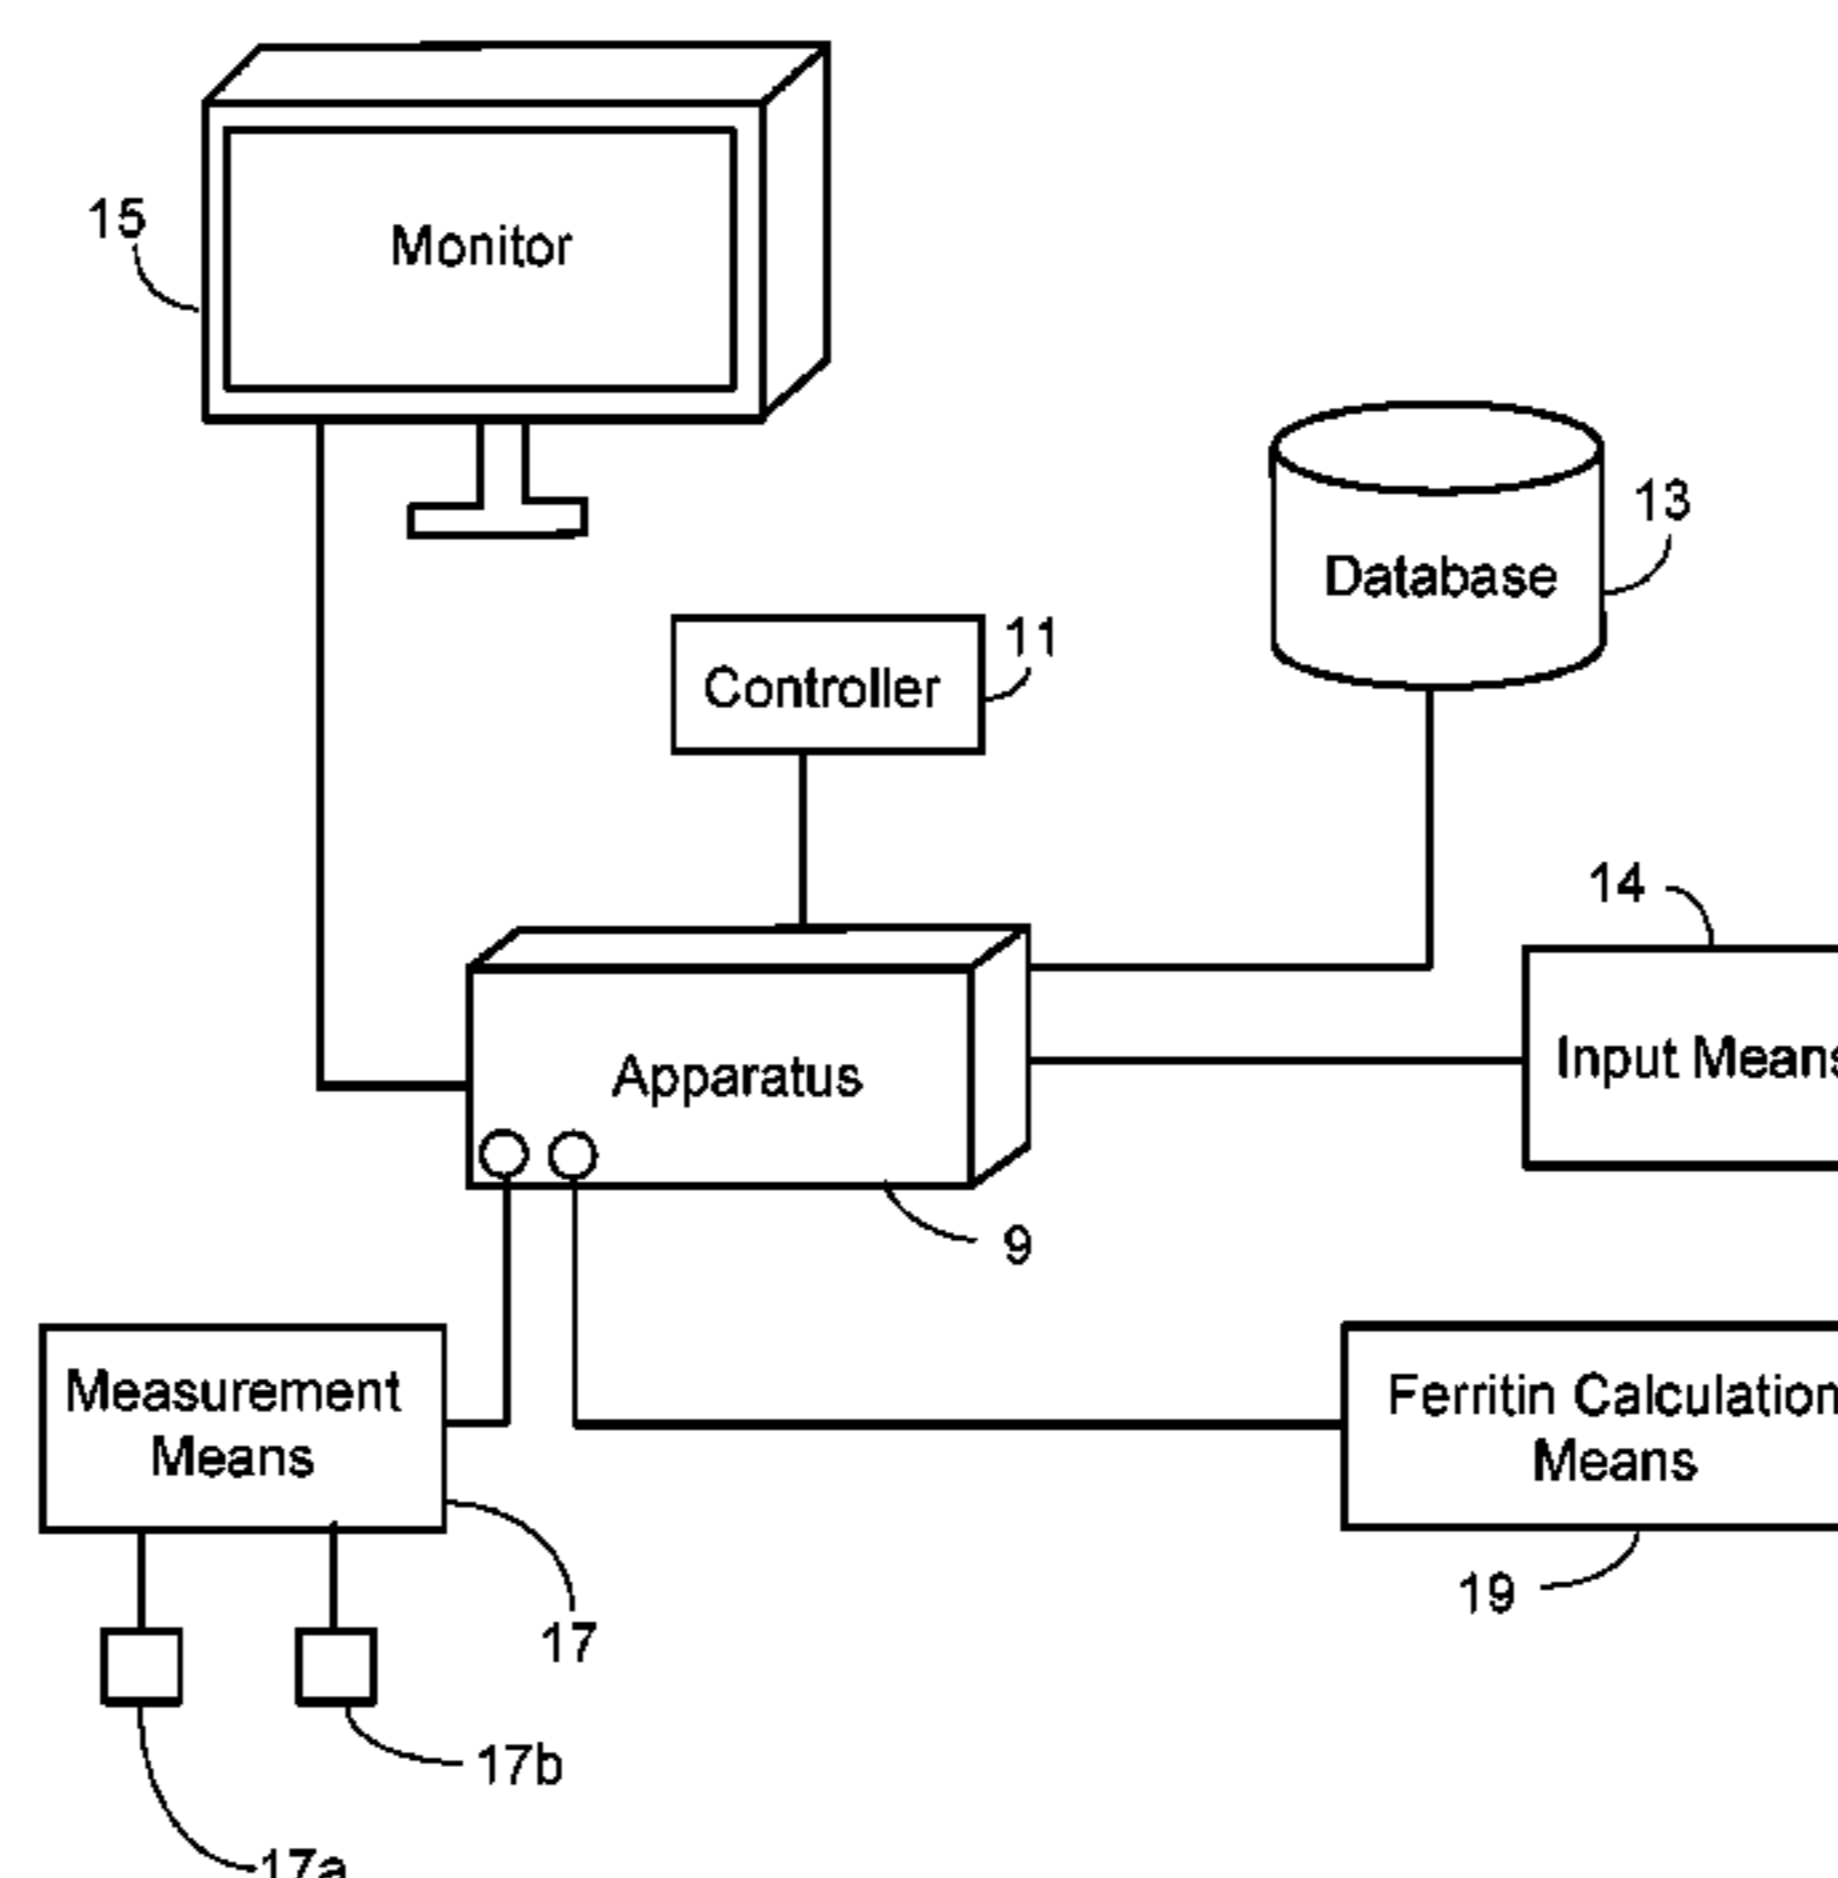 15
Monitor
13
Database
11
Controller
14
Input Means
Apparatus
9
Measurement
Means
Ferritin Calculation
Means
19
17
17b
17a